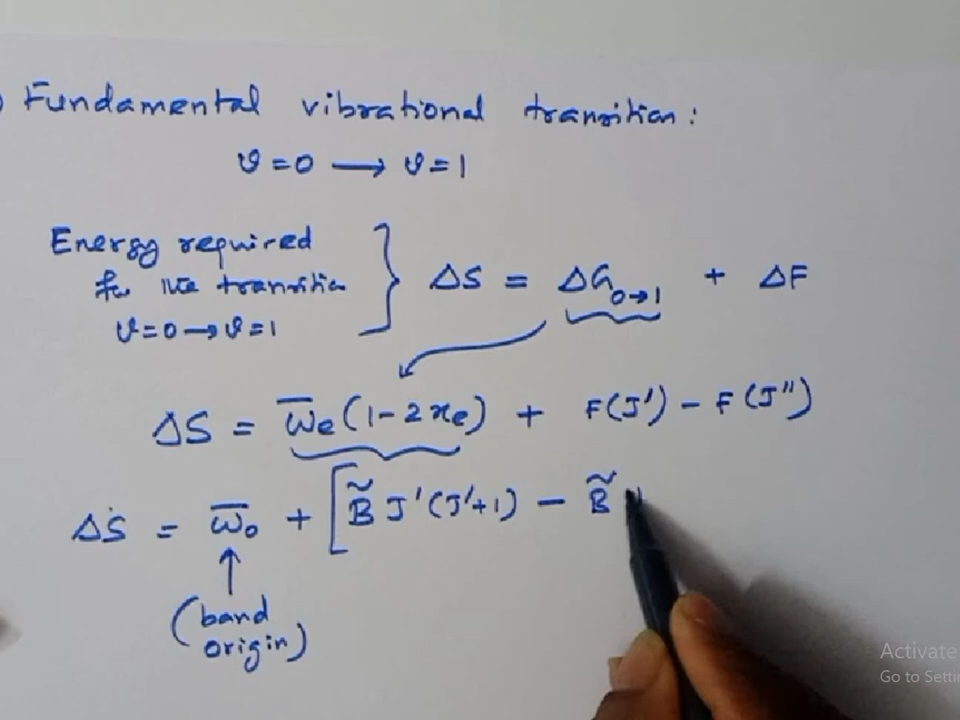 Fundamental vibrational transition:
υ=0 → υ=1
Energy required
for the transition
υ=0→υ=1
ΔS = ΔG₀→₁ + ΔF
ΔS = ω̅e(1-2xe) + F(J') - F(J")
ΔS = ω̅₀ + [B̃J'(J'+1) - B̃
(band
origin)
Activate
Go to Settin